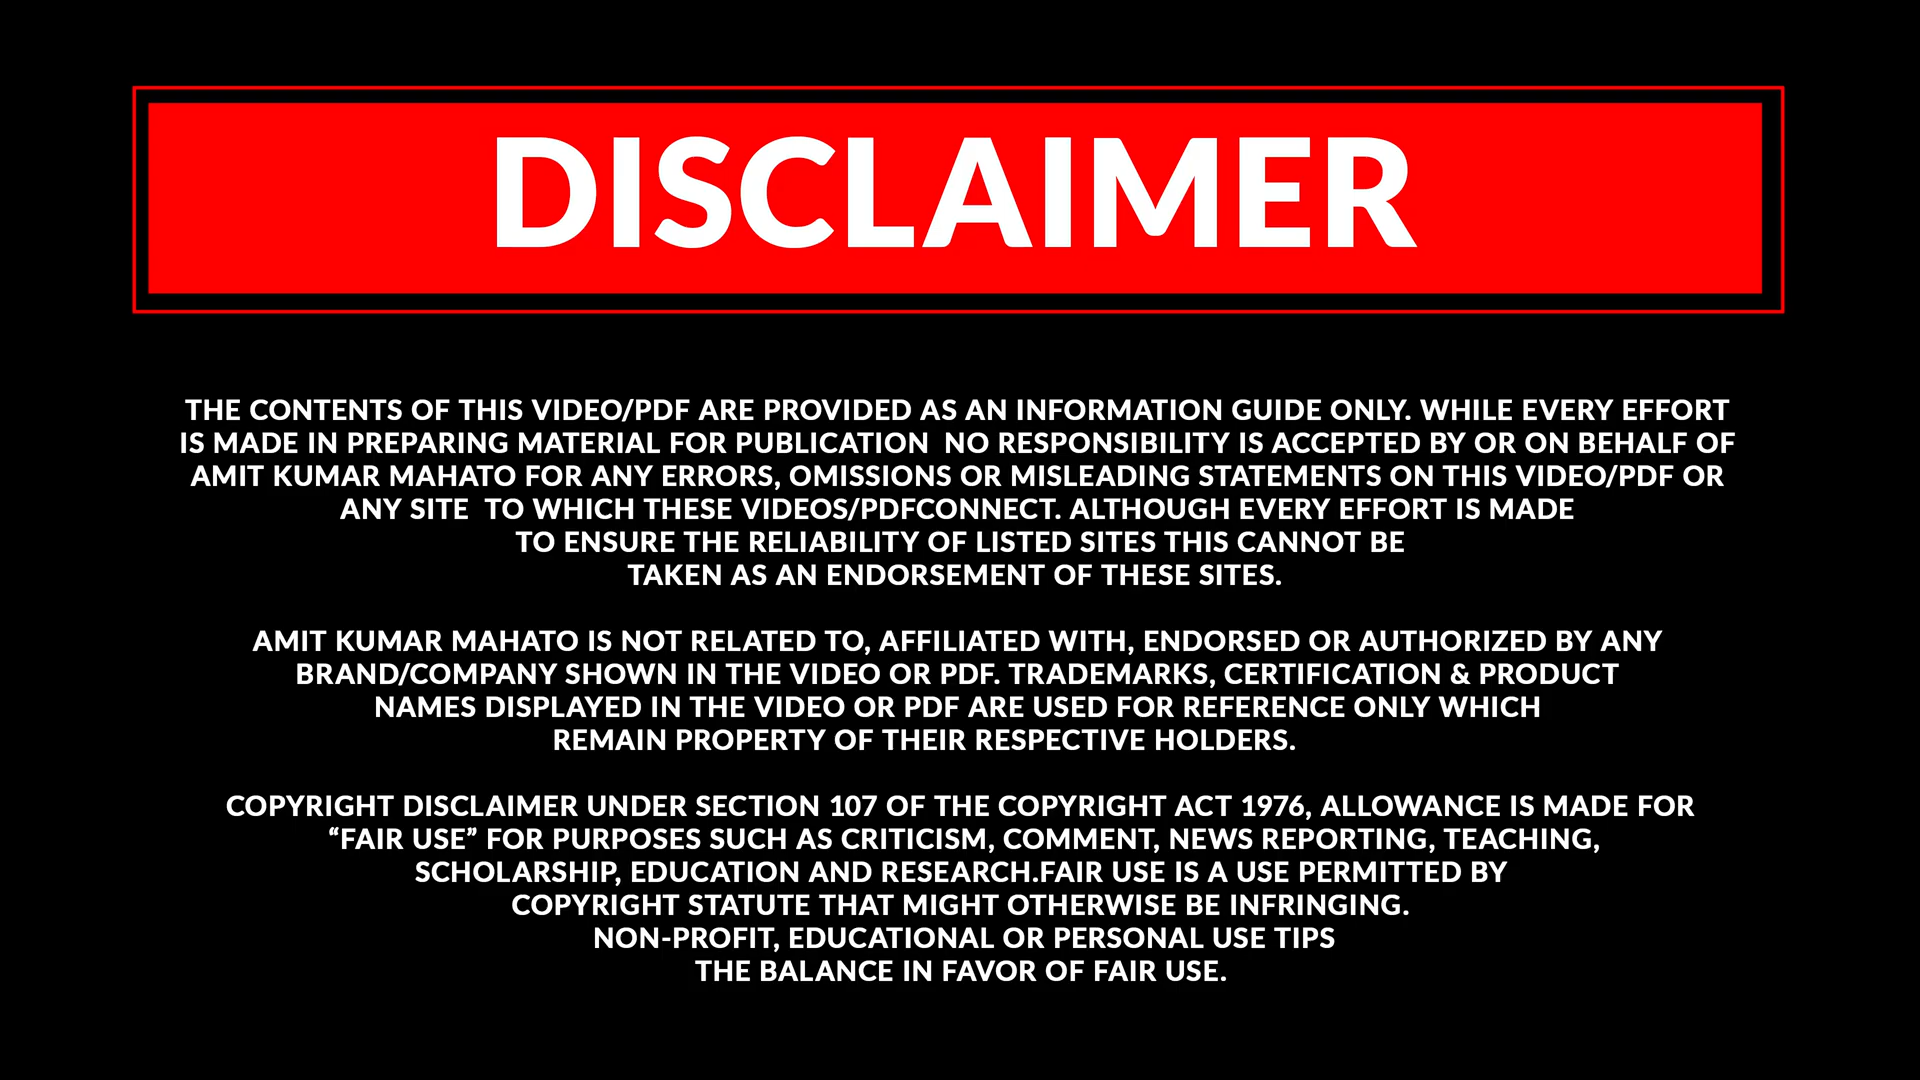 DISCLAIMER
THE CONTENTS OF THIS VIDEO/PDF ARE PROVIDED AS AN INFORMATION GUIDE ONLY. WHILE EVERY EFFORT
IS MADE IN PREPARING MATERIAL FOR PUBLICATION  NO RESPONSIBILITY IS ACCEPTED BY OR ON BEHALF OF
AMIT KUMAR MAHATO FOR ANY ERRORS, OMISSIONS OR MISLEADING STATEMENTS ON THIS VIDEO/PDF OR
ANY SITE  TO WHICH THESE VIDEOS/PDFCONNECT. ALTHOUGH EVERY EFFORT IS MADE
TO ENSURE THE RELIABILITY OF LISTED SITES THIS CANNOT BE
TAKEN AS AN ENDORSEMENT OF THESE SITES.
AMIT KUMAR MAHATO IS NOT RELATED TO, AFFILIATED WITH, ENDORSED OR AUTHORIZED BY ANY
BRAND/COMPANY SHOWN IN THE VIDEO OR PDF. TRADEMARKS, CERTIFICATION & PRODUCT
NAMES DISPLAYED IN THE VIDEO OR PDF ARE USED FOR REFERENCE ONLY WHICH
REMAIN PROPERTY OF THEIR RESPECTIVE HOLDERS.
COPYRIGHT DISCLAIMER UNDER SECTION 107 OF THE COPYRIGHT ACT 1976, ALLOWANCE IS MADE FOR
“FAIR USE” FOR PURPOSES SUCH AS CRITICISM, COMMENT, NEWS REPORTING, TEACHING,
SCHOLARSHIP, EDUCATION AND RESEARCH.FAIR USE IS A USE PERMITTED BY
COPYRIGHT STATUTE THAT MIGHT OTHERWISE BE INFRINGING.
NON-PROFIT, EDUCATIONAL OR PERSONAL USE TIPS
THE BALANCE IN FAVOR OF FAIR USE.